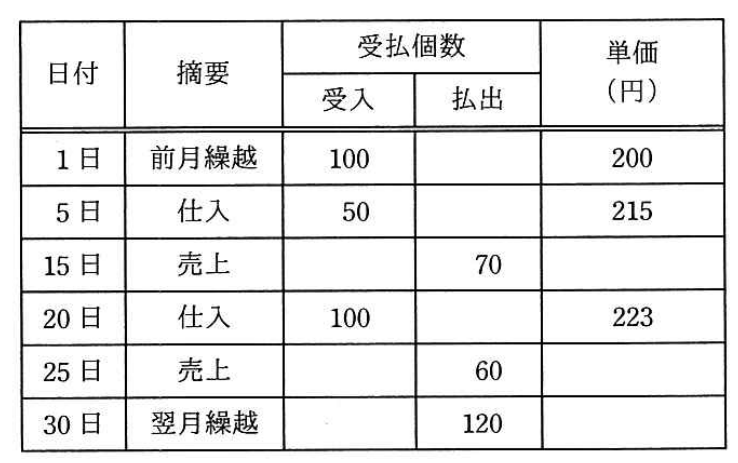 日付 摘要 受払個数 単価
(円)
受入 払出
1日 前月繰越 100 200
5日 仕入 50 215
15日 売上 70
20日 仕入 100 223
25日 売上 60
30日 翌月繰越 120